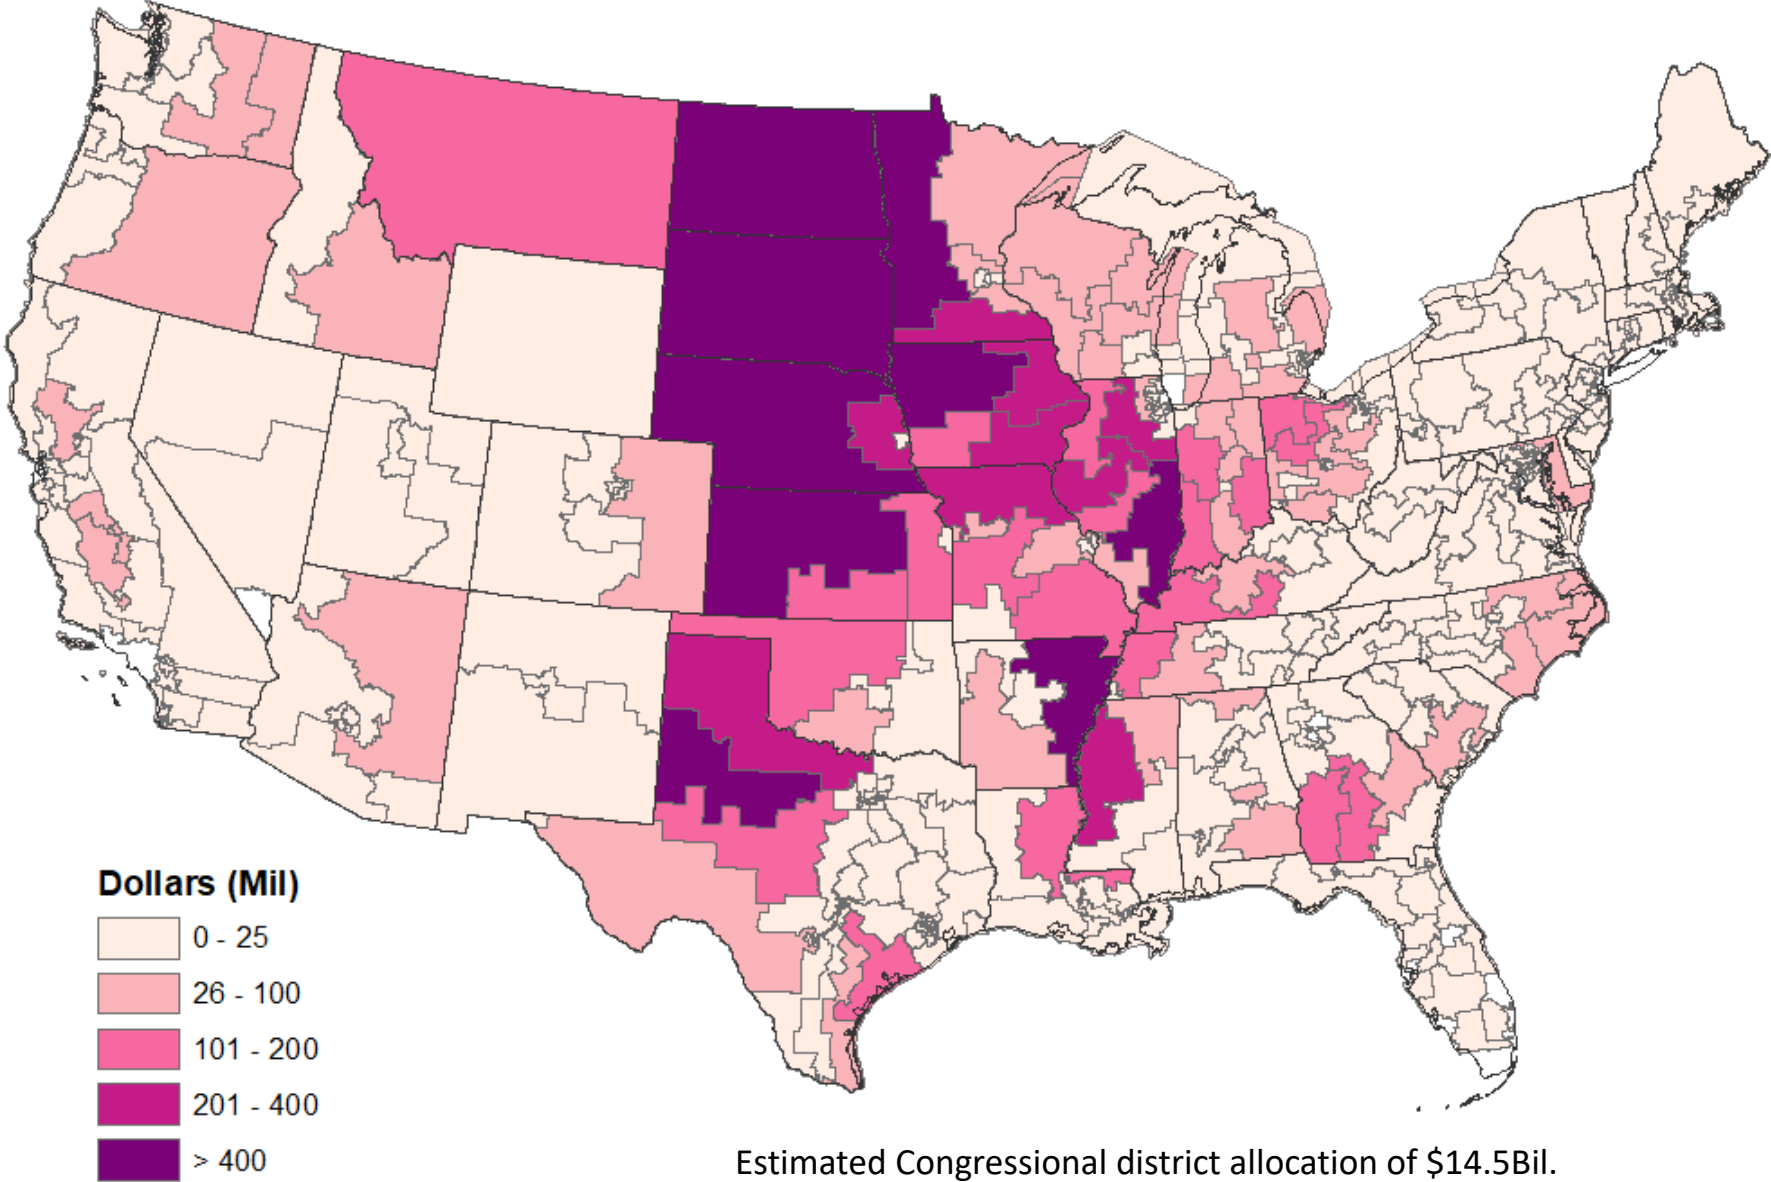 Dollars (Mil)
0 - 25
26 - 100
101 - 200
201 - 400
> 400
Estimated Congressional district allocation of $14.5Bil.